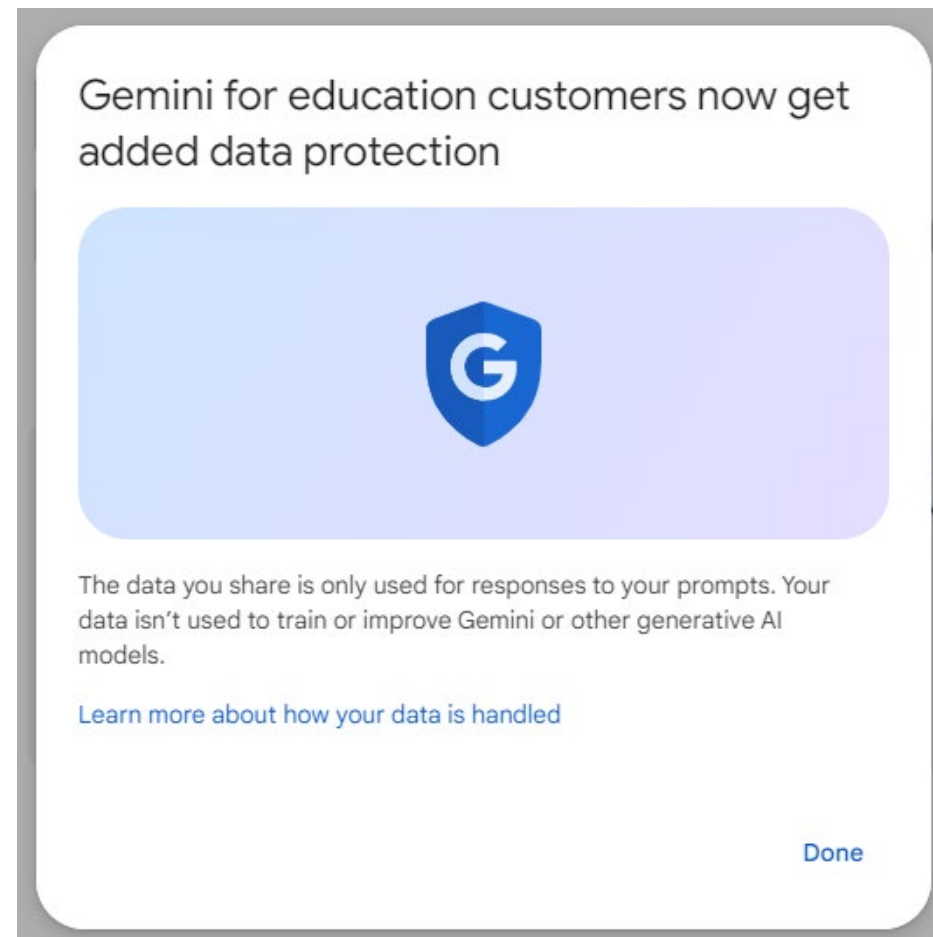 Gemini for education customers now get
added data protection
G
The data you share is only used for responses to your prompts. Your
data isn’t used to train or improve Gemini or other generative AI
models.
Learn more about how your data is handled
Done